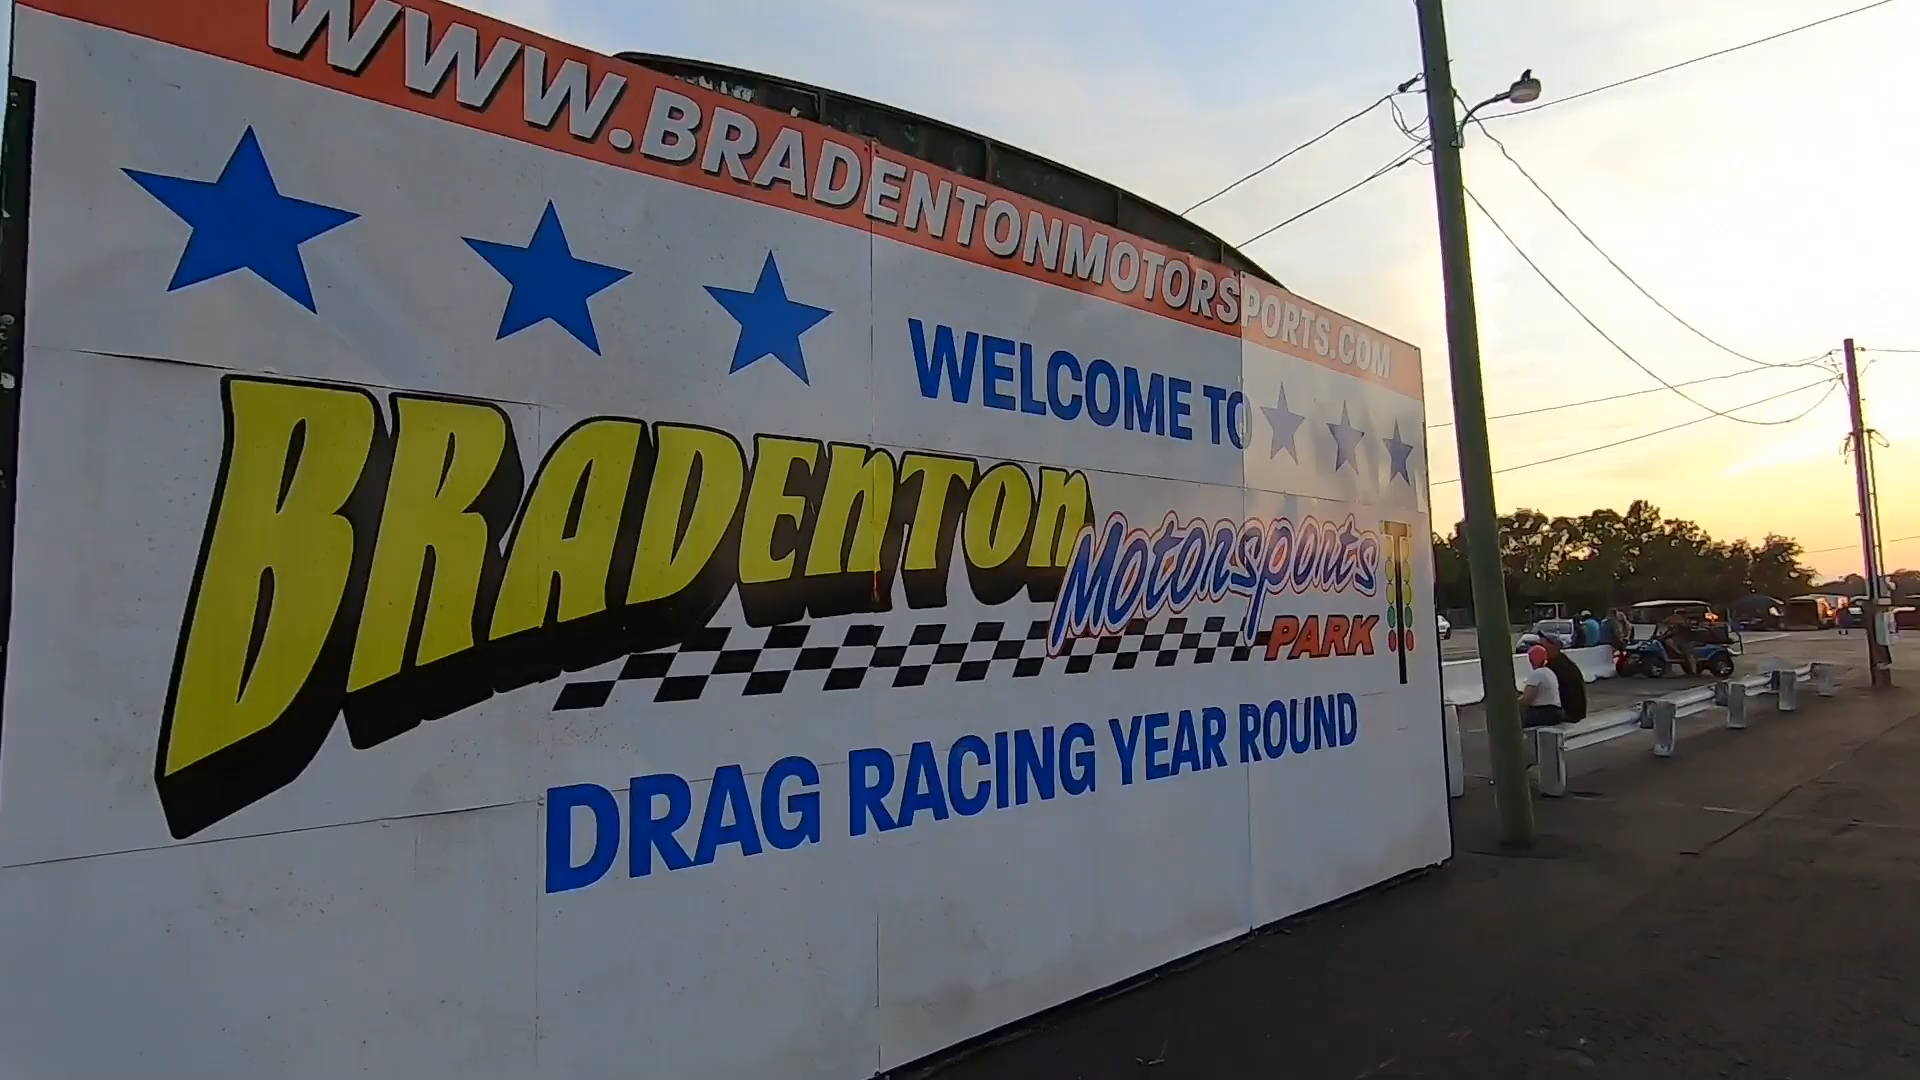 WWW.BRADENTONMOTORSPORTS.COM
WELCOME TO
BRADENTON
Motorsports
PARK
DRAG RACING YEAR ROUND